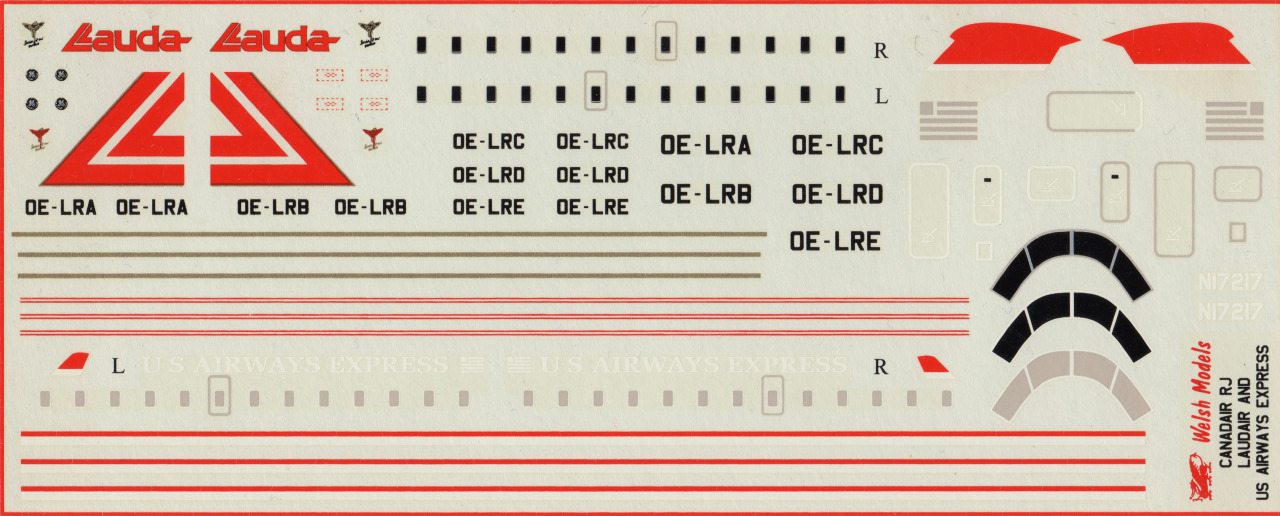 Lauda Lauda
R
L
OE-LRC OE-LRC OE-LRA OE-LRC
OE-LRD OE-LRD
OE-LRB OE-LRD
OE-LRE OE-LRE
OE-LRA OE-LRA OE-LRB OE-LRB
OE-LRE
N17217
N17217
L US AIRWAYS EXPRESS US AIRWAYS EXPRESS R
Welsh Models
CANADAIR RJ
LAUDAIR AND
US AIRWAYS EXPRESS